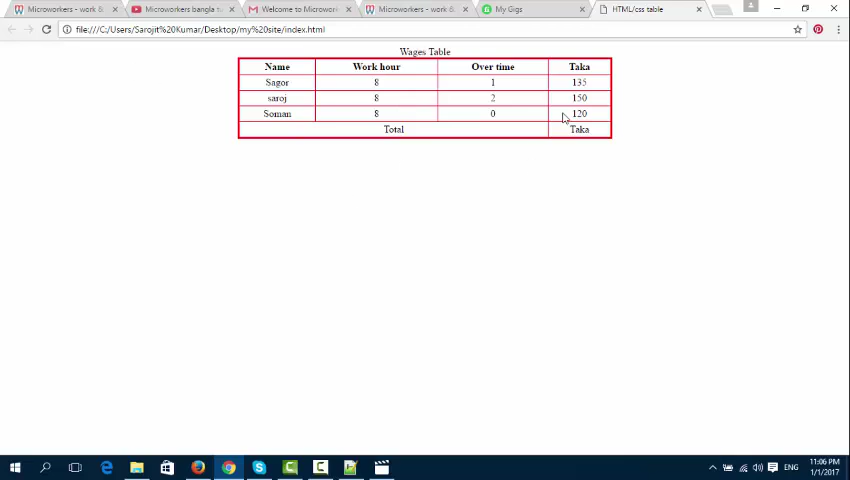 Microworkers - work &
Microworkers bangla
Welcome to Microwork
Microworkers - work &
My Gigs
HTML/css table
file:///C:/Users/Sarojit%20Kumar/Desktop/my%20site/index.html
Wages Table
Name Work hour Over time Taka
Sagor 8 1 135
saroj 8 2 150
Soman 8 0 120
Total Taka
ENG
11:06 PM
1/1/2017